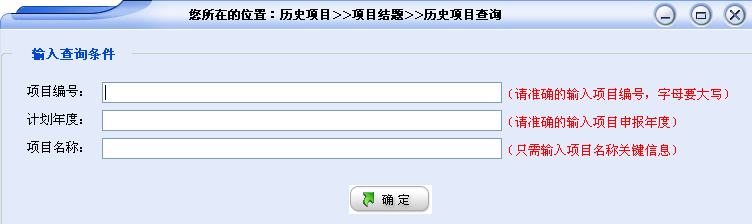 您所在的位置：历史项目>>项目结题>>历史项目查询
输入查询条件
项目编号： （请准确的输入项目编号，字母要大写）
计划年度： （请准确的输入项目申报年度）
项目名称： （只需输入项目名称关键信息）
确 定